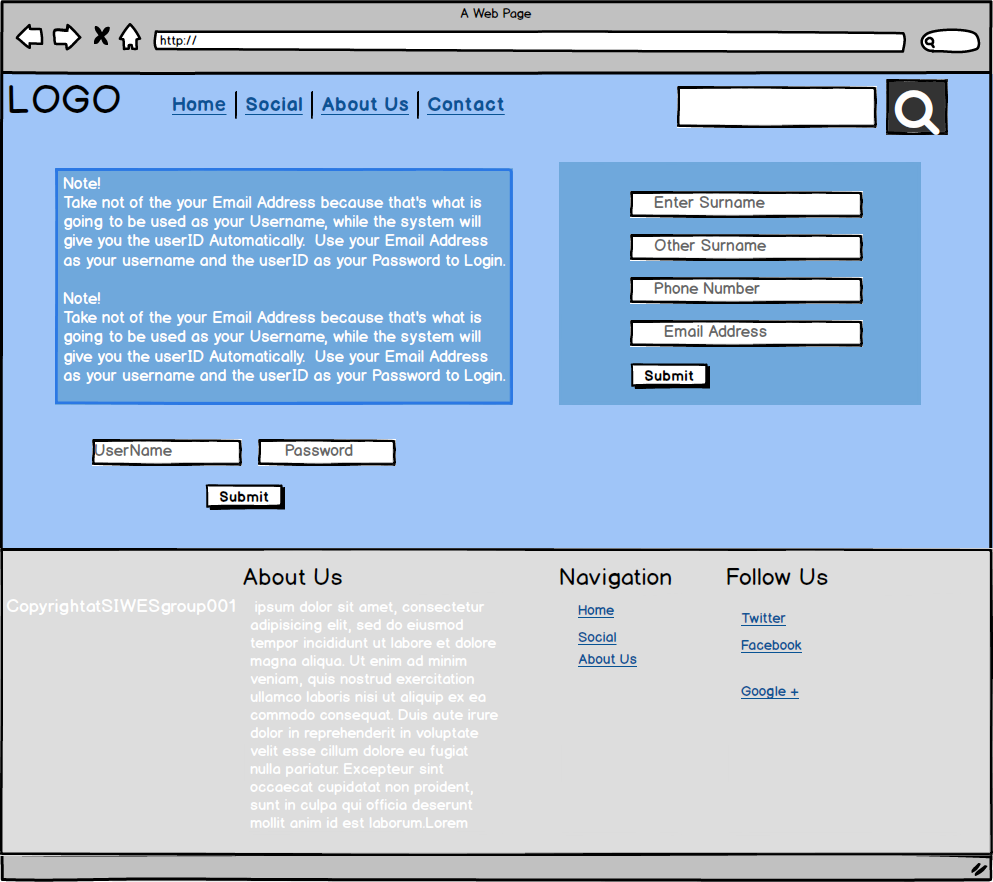 A Web Page
http://
LOGO
Home | Social | About Us | Contact
Note!
Take not of the your Email Address because that's what is
going to be used as your Username, while the system will
give you the userID Automatically. Use your Email Address
as your username and the userID as your Password to Login.
Note!
Take not of the your Email Address because that's what is
going to be used as your Username, while the system will
give you the userID Automatically. Use your Email Address
as your username and the userID as your Password to Login.
Enter Surname
Other Surname
Phone Number
Email Address
Submit
UserName
Password
Submit
CopyrightatSIWESgroup001
About Us
ipsum dolor sit amet, consectetur
adipisicing elit, sed do eiusmod
tempor incididunt ut labore et dolore
magna aliqua. Ut enim ad minim
veniam, quis nostrud exercitation
ullamco laboris nisi ut aliquip ex ea
commodo consequat. Duis aute irure
dolor in reprehenderit in voluptate
velit esse cillum dolore eu fugiat
nulla pariatur. Excepteur sint
occaecat cupidatat non proident,
sunt in culpa qui officia deserunt
mollit anim id est laborum.Lorem
Navigation
Home
Social
About Us
Follow Us
Twitter
Facebook
Google +